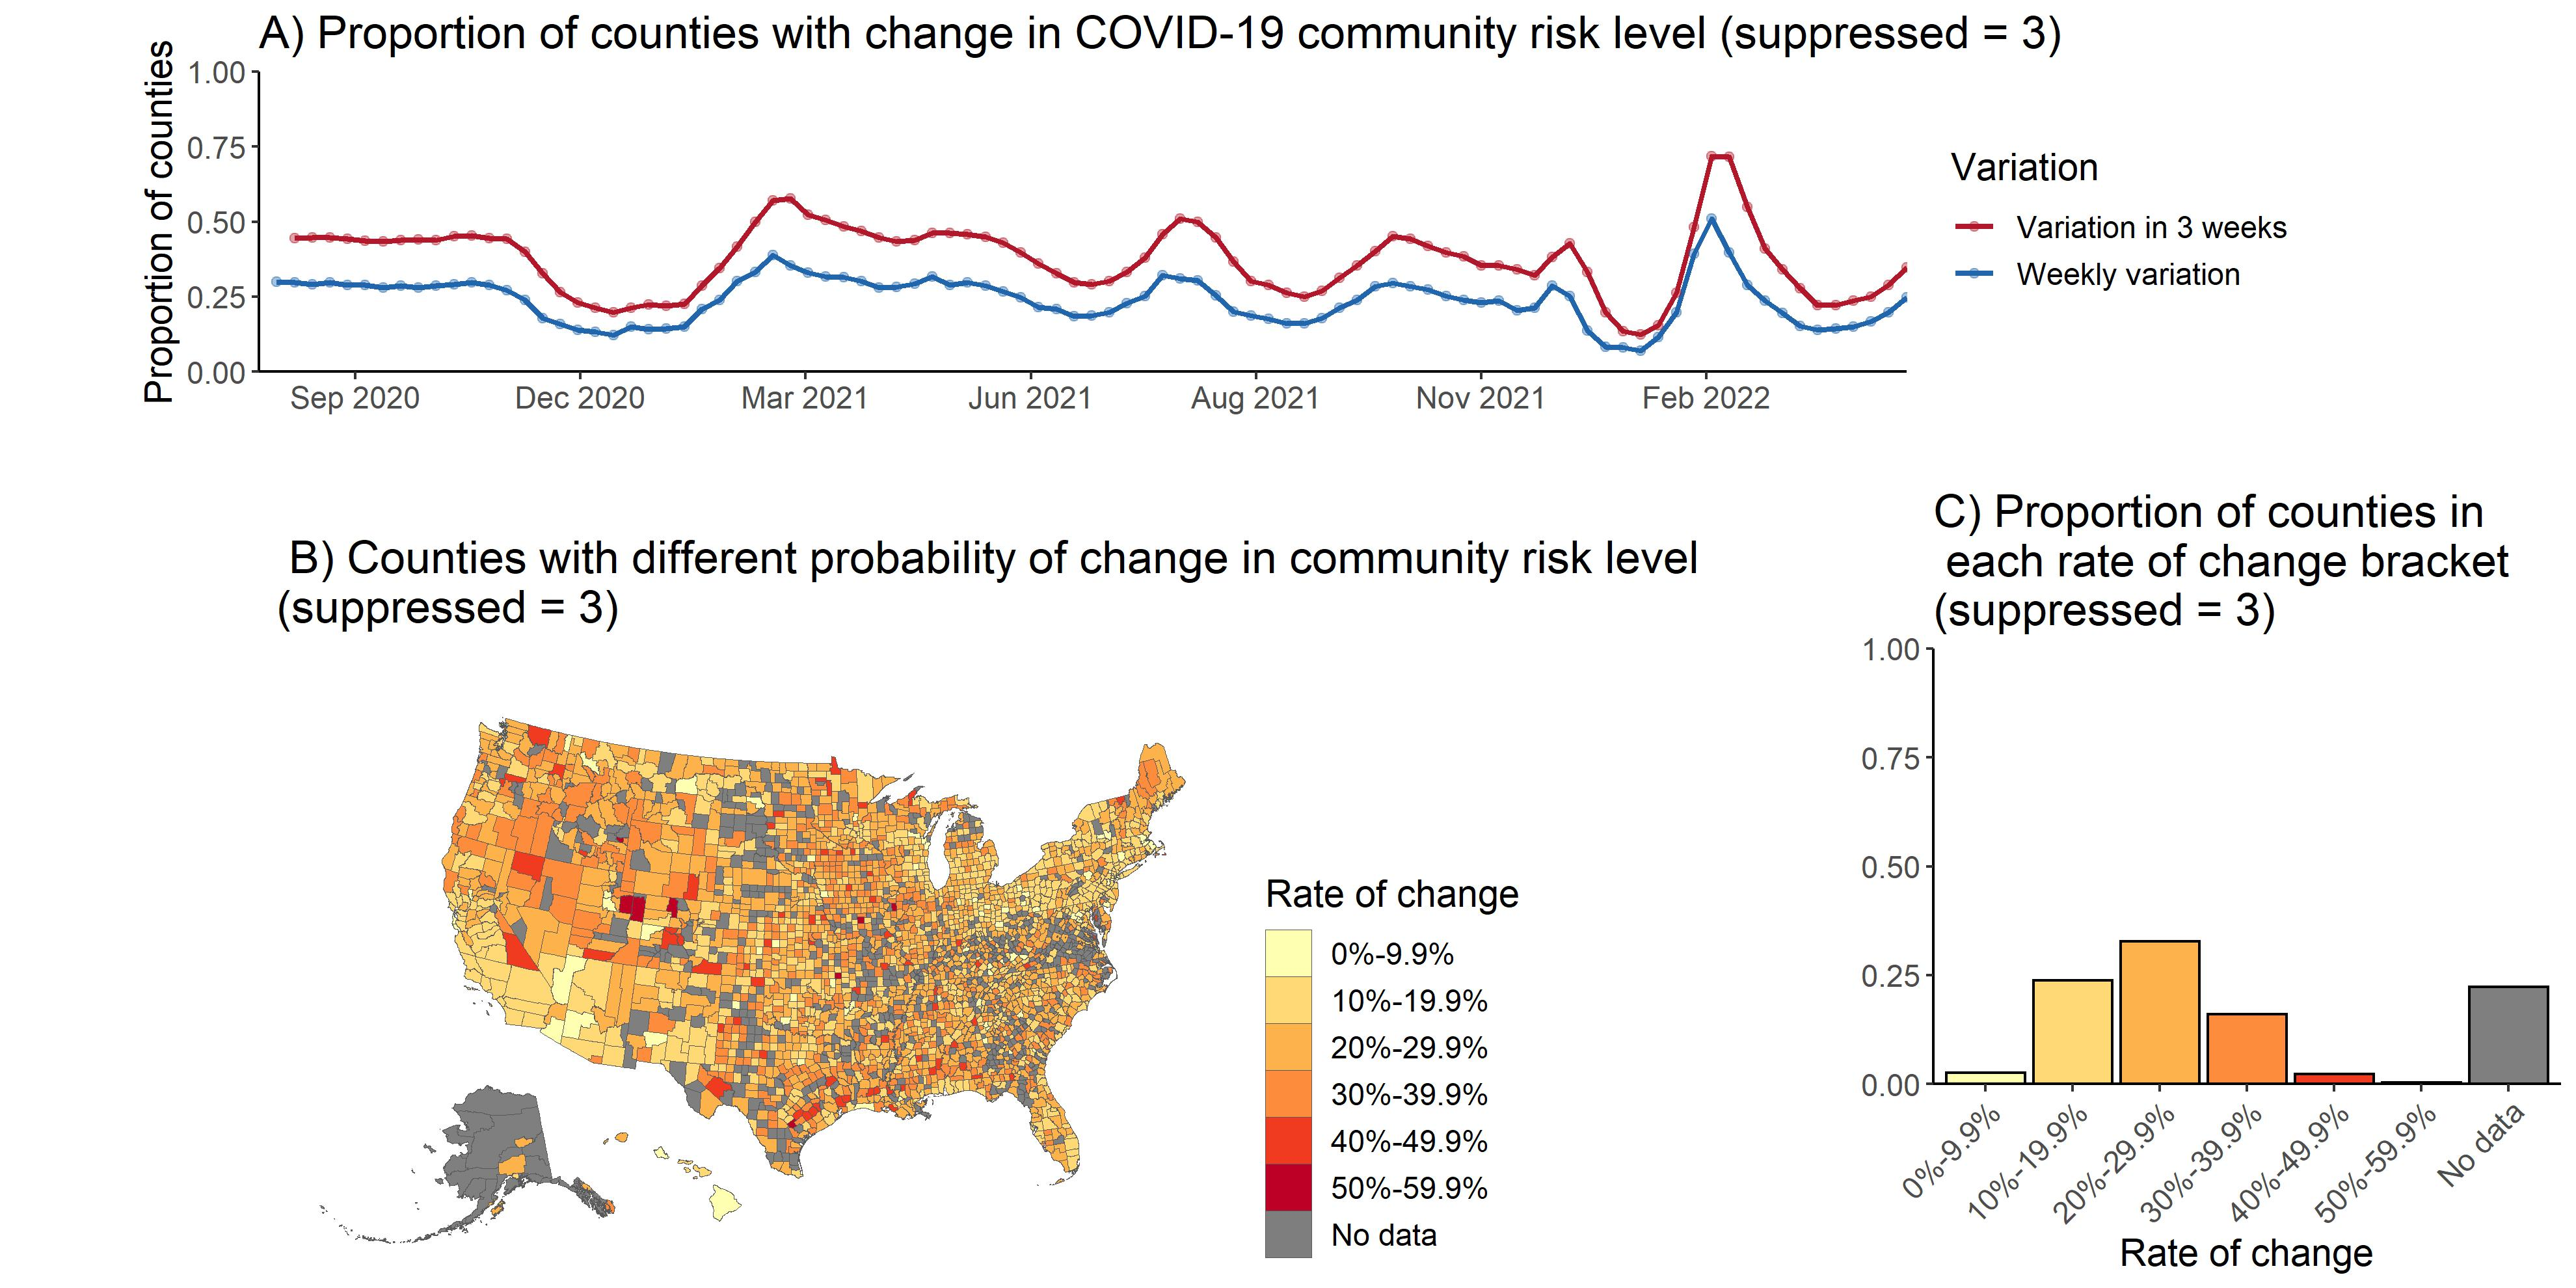 A) Proportion of counties with change in COVID-19 community risk level (suppressed = 3)
Proportion of counties
1.00
0.75
0.50
0.25
0.00
Sep 2020
Dec 2020
Mar 2021
Jun 2021
Aug 2021
Nov 2021
Feb 2022
Variation
Variation in 3 weeks
Weekly variation
B) Counties with different probability of change in community risk level
(suppressed = 3)
Rate of change
0%-9.9%
10%-19.9%
20%-29.9%
30%-39.9%
40%-49.9%
50%-59.9%
No data
C) Proportion of counties in
each rate of change bracket
(suppressed = 3)
1.00
0.75
0.50
0.25
0.00
0%-9.9%
10%-19.9%
20%-29.9%
30%-39.9%
40%-49.9%
50%-59.9%
No data
Rate of change